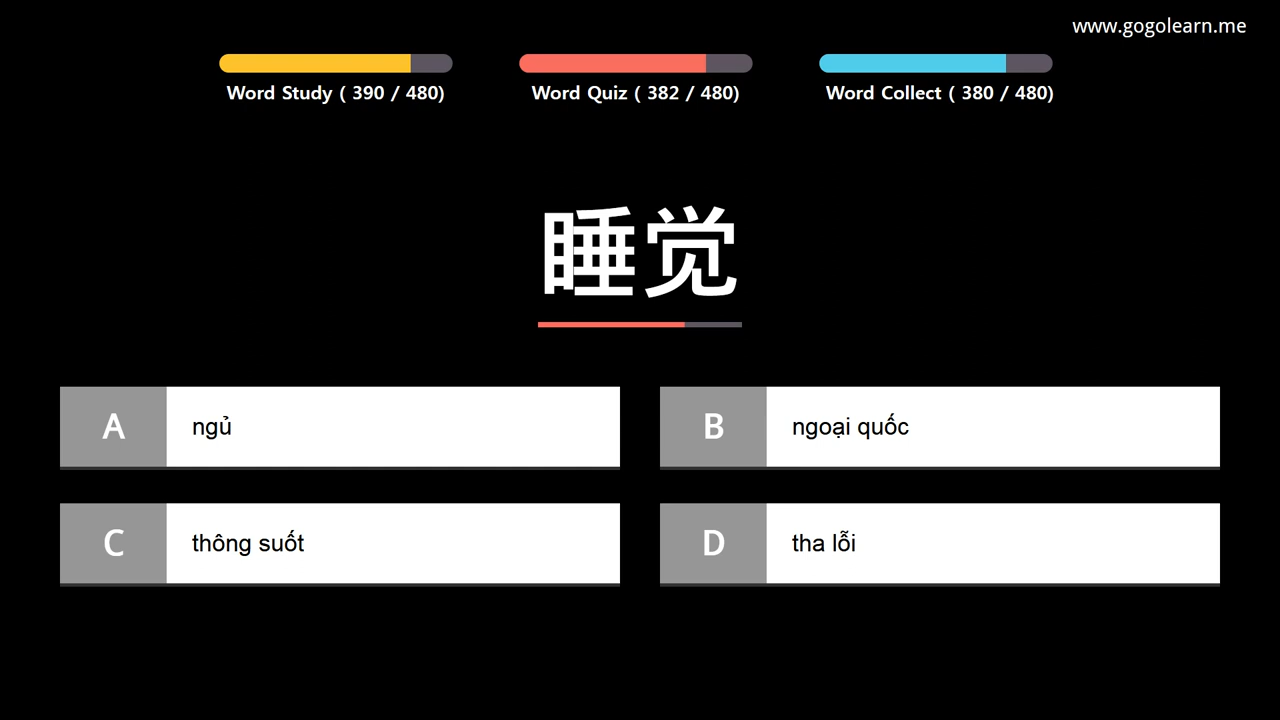 www.gogolearn.me
Word Study ( 390 / 480)
Word Quiz ( 382 / 480)
Word Collect ( 380 / 480)
睡觉
A ngủ
B ngoại quốc
C thông suốt
D tha lỗi